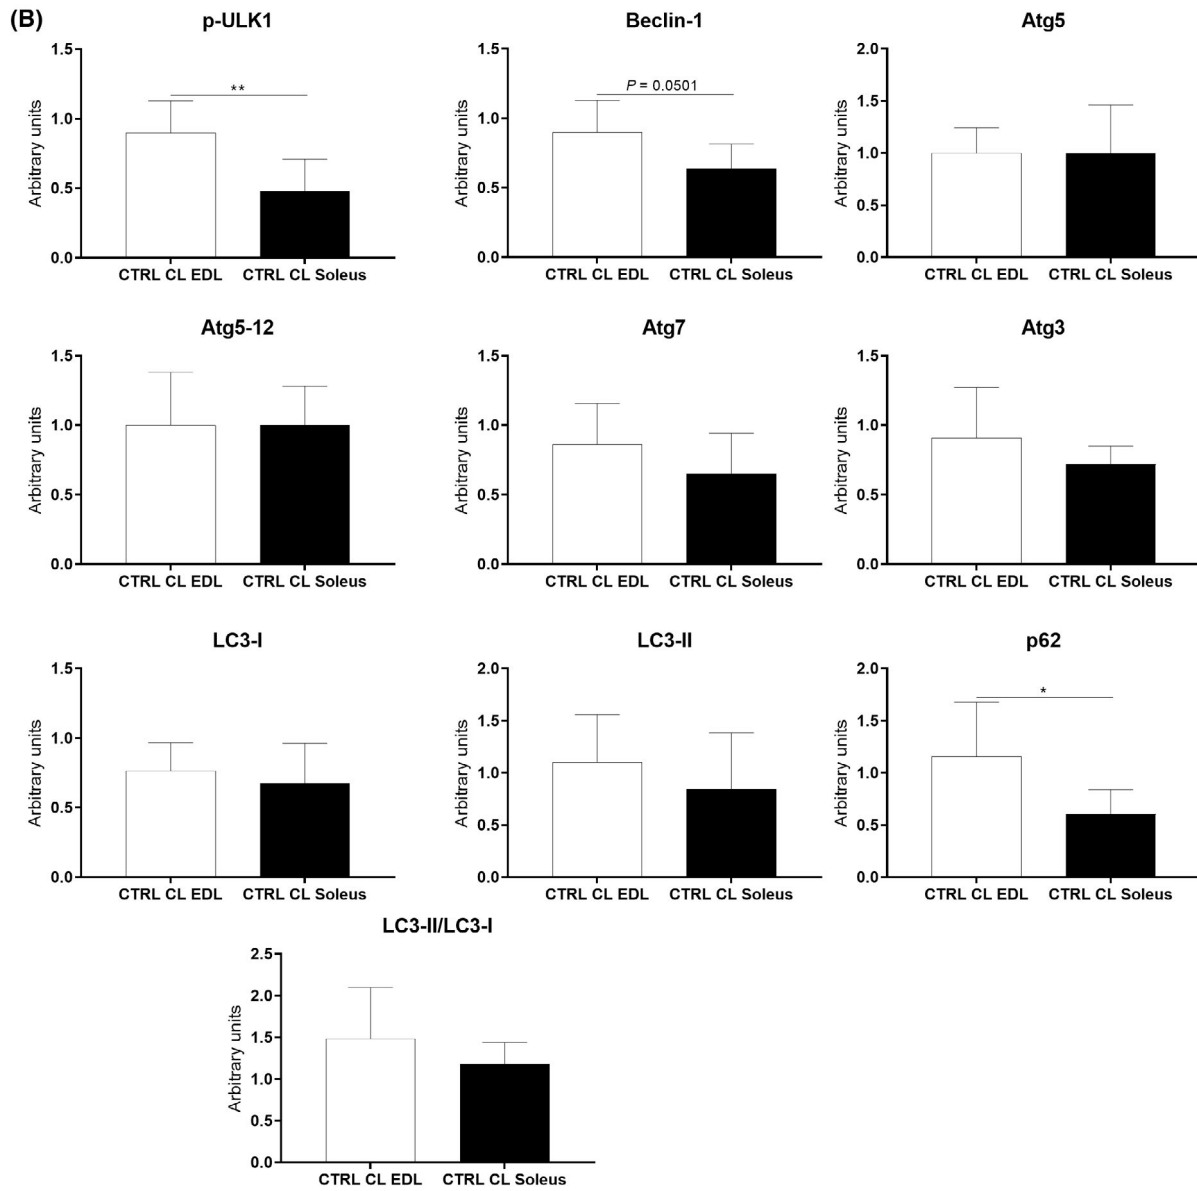 (B)
p-ULK1
Arbitrary units
1.5
1.0
0.5
0.0
**
CTRL CL EDL CTRL CL Soleus
Beclin-1
Arbitrary units
1.5
1.0
0.5
0.0
P = 0.0501
CTRL CL EDL CTRL CL Soleus
Atg5
Arbitrary units
2.0
1.5
1.0
0.5
0.0
CTRL CL EDL CTRL CL Soleus
Atg5-12
Arbitrary units
1.5
1.0
0.5
0.0
CTRL CL EDL CTRL CL Soleus
Atg7
Arbitrary units
1.5
1.0
0.5
0.0
CTRL CL EDL CTRL CL Soleus
Atg3
Arbitrary units
1.5
1.0
0.5
0.0
CTRL CL EDL CTRL CL Soleus
LC3-I
Arbitrary units
1.5
1.0
0.5
0.0
CTRL CL EDL CTRL CL Soleus
LC3-II
Arbitrary units
2.0
1.5
1.0
0.5
0.0
CTRL CL EDL CTRL CL Soleus
p62
Arbitrary units
2.0
1.5
1.0
0.5
0.0
*
CTRL CL EDL CTRL CL Soleus
LC3-II/LC3-I
Arbitrary units
2.5
2.0
1.5
1.0
0.5
0.0
CTRL CL EDL CTRL CL Soleus